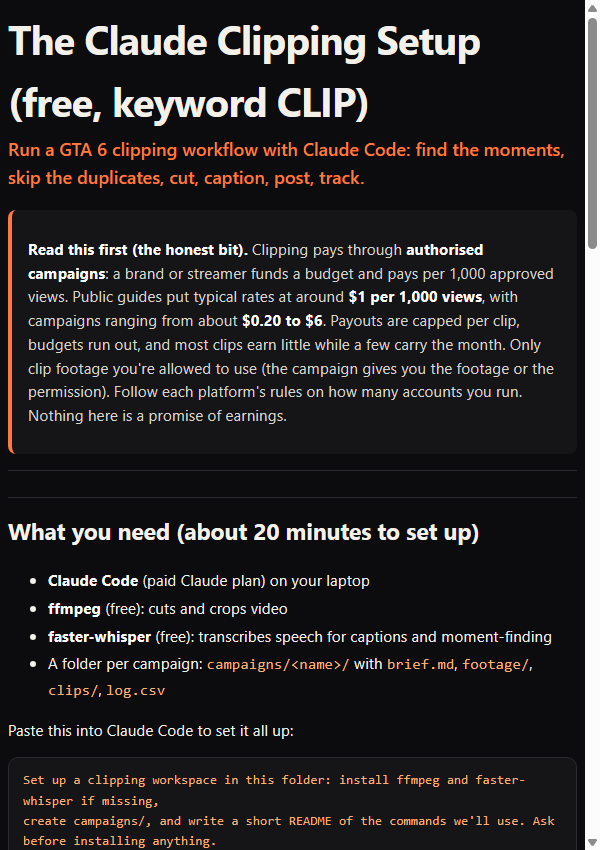 The Claude Clipping Setup
(free, keyword CLIP)
Run a GTA 6 clipping workflow with Claude Code: find the moments,
skip the duplicates, cut, caption, post, track.
Read this first (the honest bit). Clipping pays through authorised
campaigns: a brand or streamer funds a budget and pays per 1,000 approved
views. Public guides put typical rates at around $1 per 1,000 views, with
campaigns ranging from about $0.20 to $6. Payouts are capped per clip,
budgets run out, and most clips earn little while a few carry the month. Only
clip footage you're allowed to use (the campaign gives you the footage or the
permission). Follow each platform's rules on how many accounts you run.
Nothing here is a promise of earnings.
What you need (about 20 minutes to set up)
Claude Code (paid Claude plan) on your laptop
ffmpeg (free): cuts and crops video
faster-whisper (free): transcribes speech for captions and moment-finding
A folder per campaign: campaigns/<name>/ with brief.md, footage/,
clips/, log.csv
Paste this into Claude Code to set it all up:
Set up a clipping workspace in this folder: install ffmpeg and faster-
whisper if missing,
create campaigns/, and write a short README of the commands we'll use. Ask
before installing anything.